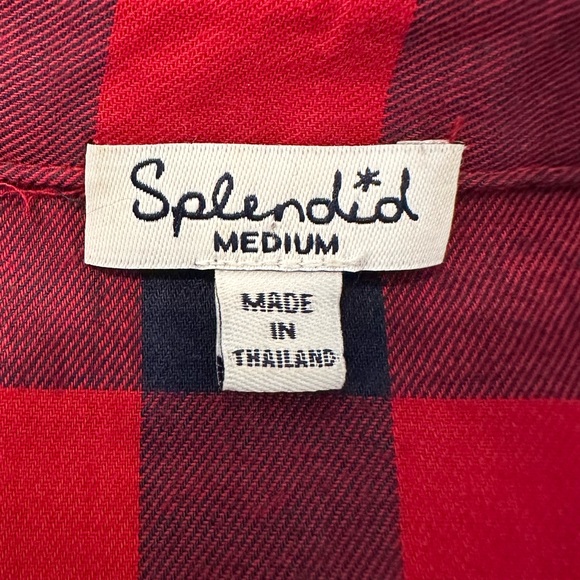 Splendid
MEDIUM
MADE
IN
THAILAND